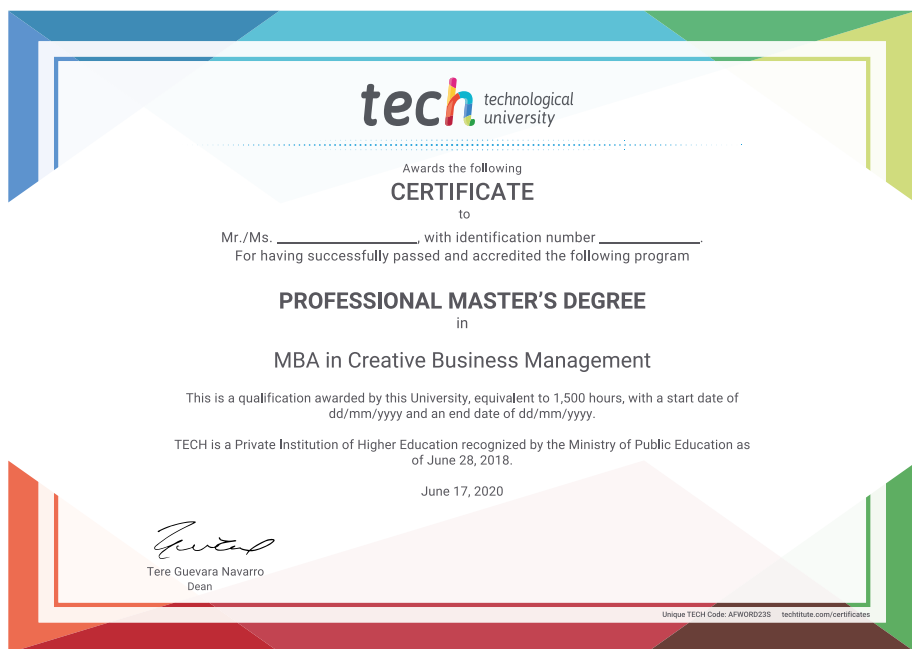 tech technological
university
Awards the following
CERTIFICATE
to
Mr./Ms. ____________________, with identification number ______________.
For having successfully passed and accredited the following program
PROFESSIONAL MASTER'S DEGREE
in
MBA in Creative Business Management
This is a qualification awarded by this University, equivalent to 1,500 hours, with a start date of
dd/mm/yyyy and an end date of dd/mm/yyyy.
TECH is a Private Institution of Higher Education recognized by the Ministry of Public Education as
of June 28, 2018.
June 17, 2020
Tere Guevara Navarro
Dean
Unique TECH Code: AFWORD23S techtitute.com/certificates